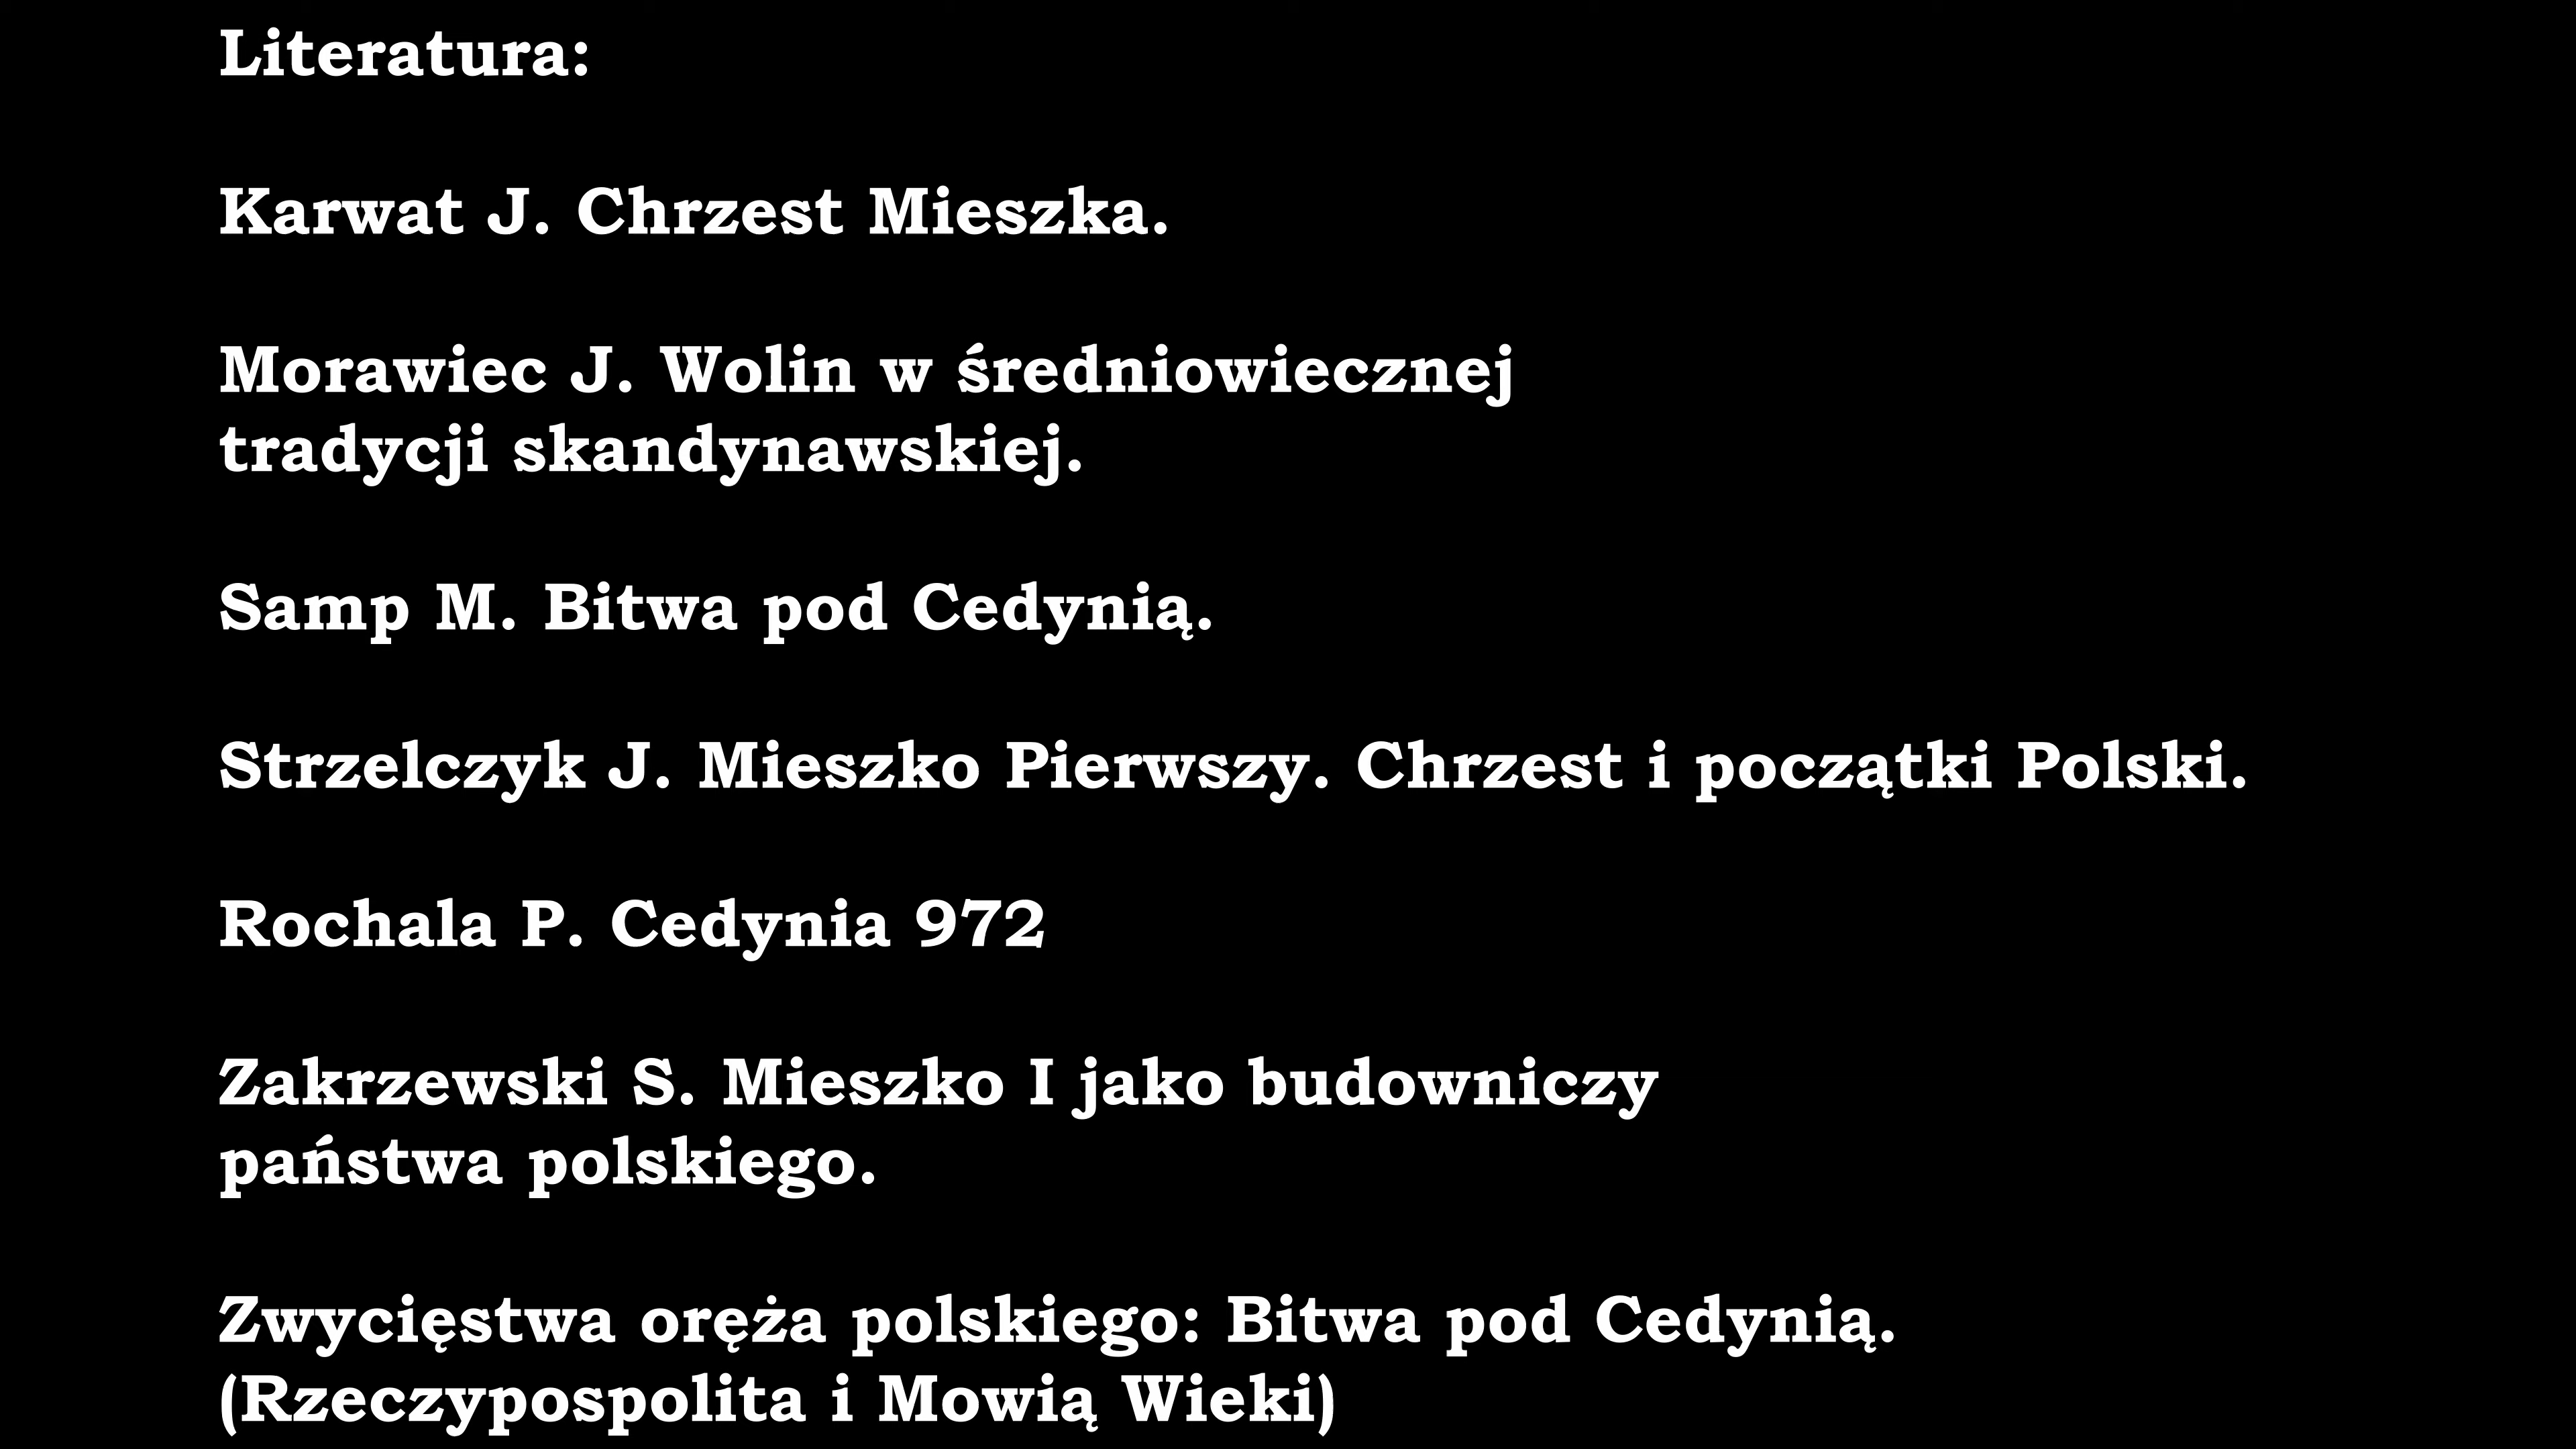 Literatura:
Karwat J. Chrzest Mieszka.
Morawiec J. Wolin w średniowiecznej
tradycji skandynawskiej.
Samp M. Bitwa pod Cedynią.
Strzelczyk J. Mieszko Pierwszy. Chrzest i początki Polski.
Rochala P. Cedynia 972
Zakrzewski S. Mieszko I jako budowniczy
państwa polskiego.
Zwycięstwa oręża polskiego: Bitwa pod Cedynią.
(Rzeczypospolita i Mowią Wieki)